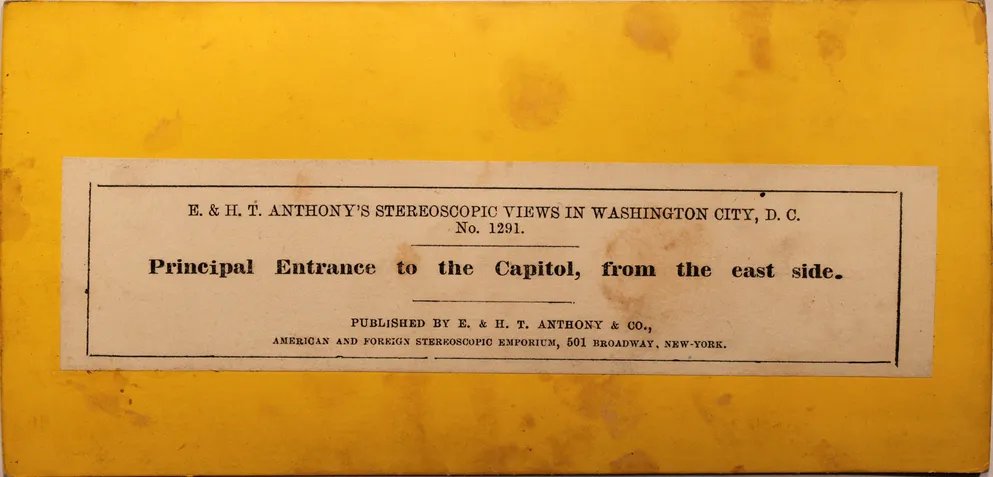 E. & H. T. ANTHONY'S STEREOSCOPIC VIEWS IN WASHINGTON CITY, D. C.
No. 1291.
Principal Entrance to the Capitol, from the east side.
PUBLISHED BY E. & H. T. ANTHONY & CO.,
AMERICAN AND FOREIGN STEREOSCOPIC EMPORIUM, 501 BROADWAY, NEW-YORK.